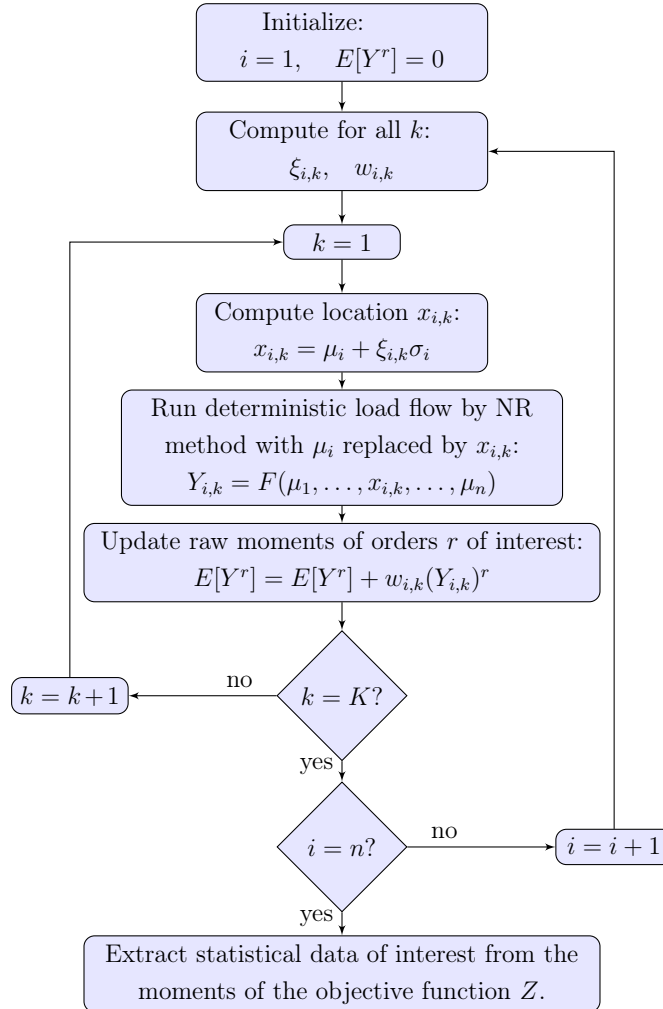 Initialize:
i = 1, E[Y^r] = 0
Compute for all k:
ξ_{i,k}, w_{i,k}
k = 1
Compute location x_{i,k}:
x_{i,k} = μ_i + ξ_{i,k}σ_i
Run deterministic load flow by NR
method with μ_i replaced by x_{i,k}:
Y_{i,k} = F(μ_1, . . . , x_{i,k}, . . . , μ_n)
Update raw moments of orders r of interest:
E[Y^r] = E[Y^r] + w_{i,k}(Y_{i,k})^r
k = K?
no
k = k+1
yes
i = n?
no
i = i + 1
yes
Extract statistical data of interest from the
moments of the objective function Z.